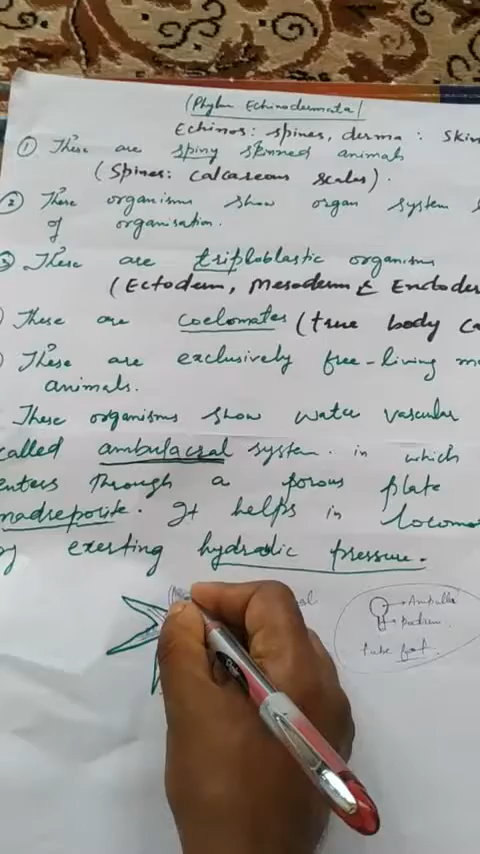 (Phylum Echinodermata)
Echinos: spines, derma: Skin
① These are spiny skinned animals
(Spines: calcareous scales).
② These organisms show organ system
of organisation.
③ These are triploblastic organisms
(Ectoderm, Mesoderm & Endoder
These are coelomates (true body ca
These are exclusively free-living m
animals.
These organisms show water vascular
called ambulacral system. in which
enters through a porous plate
madreporite. It helps in locomo
by exerting hydraulic pressure.
Ampulla
Podium.
tube foot.